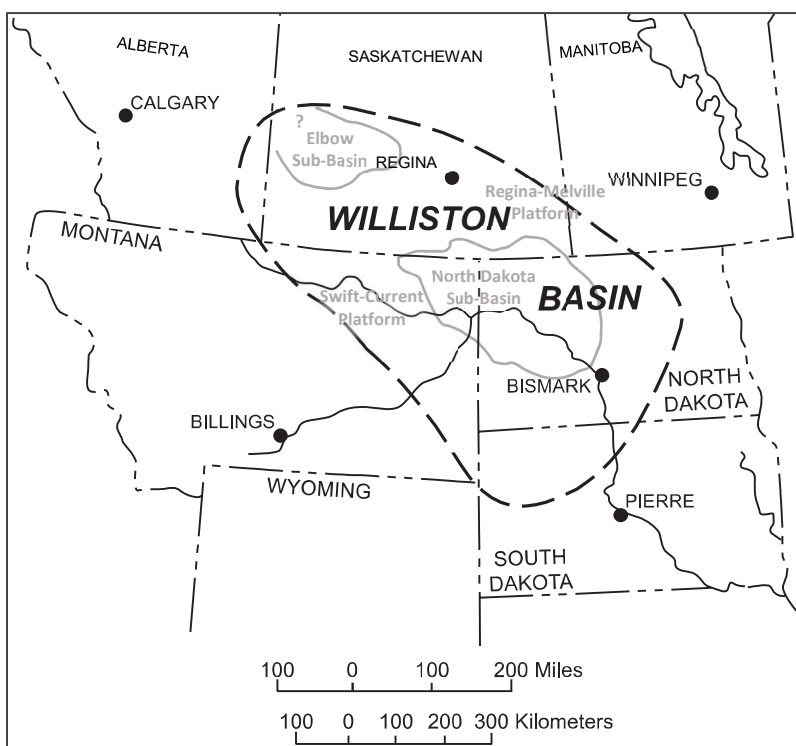 ALBERTA
SASKATCHEWAN
MANITOBA
CALGARY
?
Elbow
Sub-Basin
REGINA
WINNIPEG
Regina-Melville
Platform
WILLISTON
MONTANA
North Dakota
Sub-Basin
BASIN
Swift-Current
Platform
BISMARK
NORTH
DAKOTA
BILLINGS
WYOMING
PIERRE
SOUTH
DAKOTA
100 0 100 200 Miles
100 0 100 200 300 Kilometers